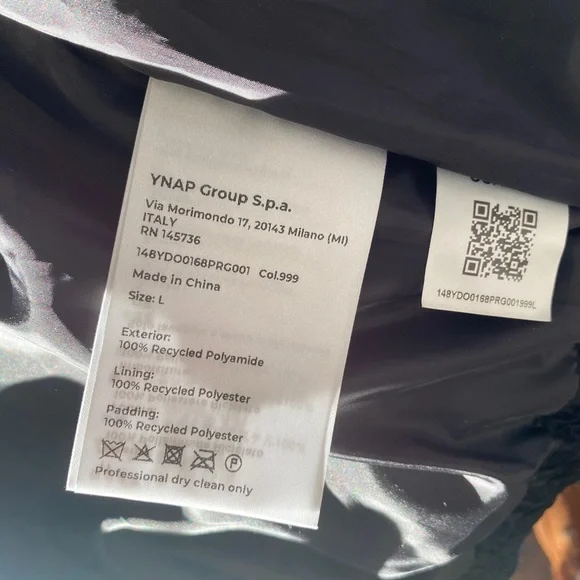 YNAP Group S.p.a.
Via Morimondo 17, 20143 Milano (MI)
ITALY
RN 145736
148YDO0168PRG001 Col.999
Made in China
Size: L
Exterior:
100% Recycled Polyamide
Lining:
100% Recycled Polyester
Padding:
100% Recycled Polyester
P
Professional dry clean only
148YDO0168PRG001999L